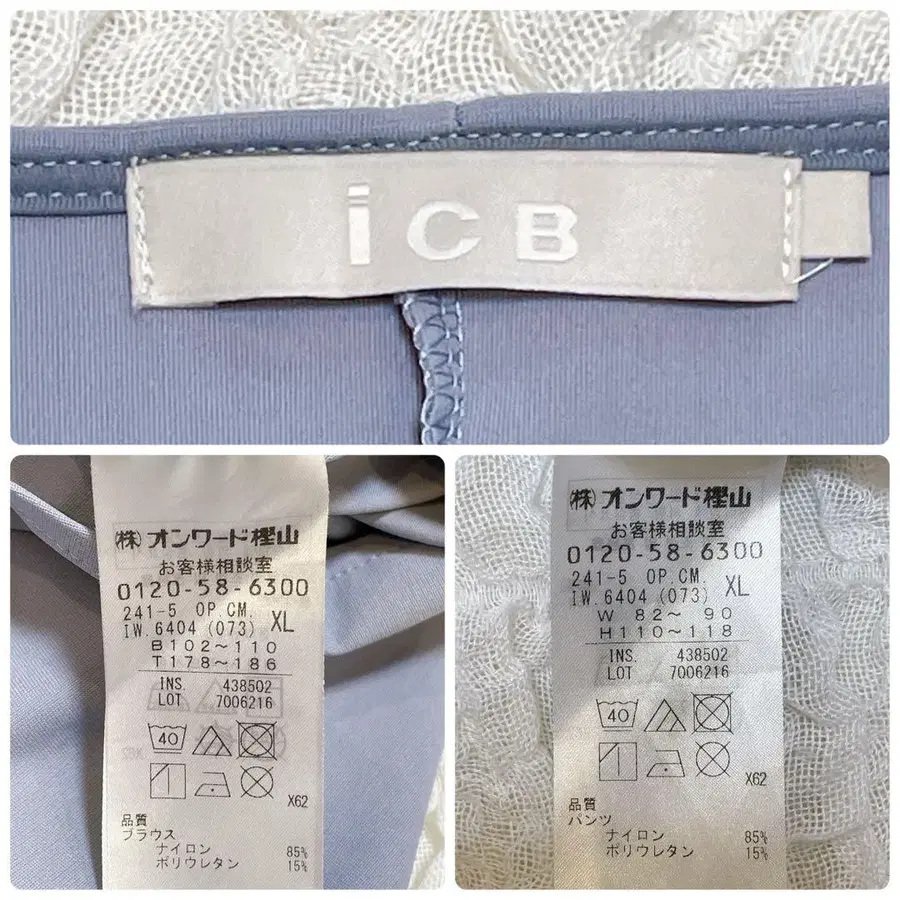 iCB
(株)オンワード樫山
お客様相談室
0120-58-6300
241-5 OP.CM.
IW.6404 (073) XL
B102〜110
T178〜186
INS. 438502
LOT 7006216
40
X62
品質
ブラウス
ナイロン 85%
ポリウレタン 15%
(株)オンワード樫山
お客様相談室
0120-58-6300
241-5 OP.CM.
IW.6404 (073) XL
W 82〜 90
H110〜118
INS. 438502
LOT 7006216
40
X62
品質
パンツ
ナイロン 85%
ポリウレタン 15%